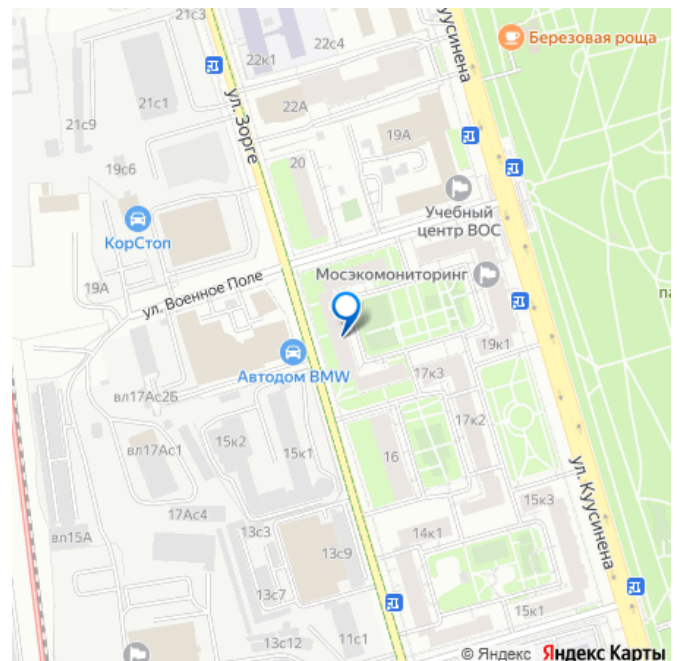 21с3
22с4
22к1
Березовая роща
ул. Куусинена
21с1
22А
21с9
19А
ул. Зорге
19с6
20
КорСтоп
Учебный
центр ВОС
Мосэкомониторинг
19А
ул. Военное Поле
па
19к1
Автодом BMW
17к3
вл17Ас2Б
17к2
15к2
15к1
вл17Ас1
16
ул. Куусинена
17Ас4
15к3
13с3
14к1
вл15А
13с9
13с7
15к1
13с12
11с1
© Яндекс Яндекс Карты